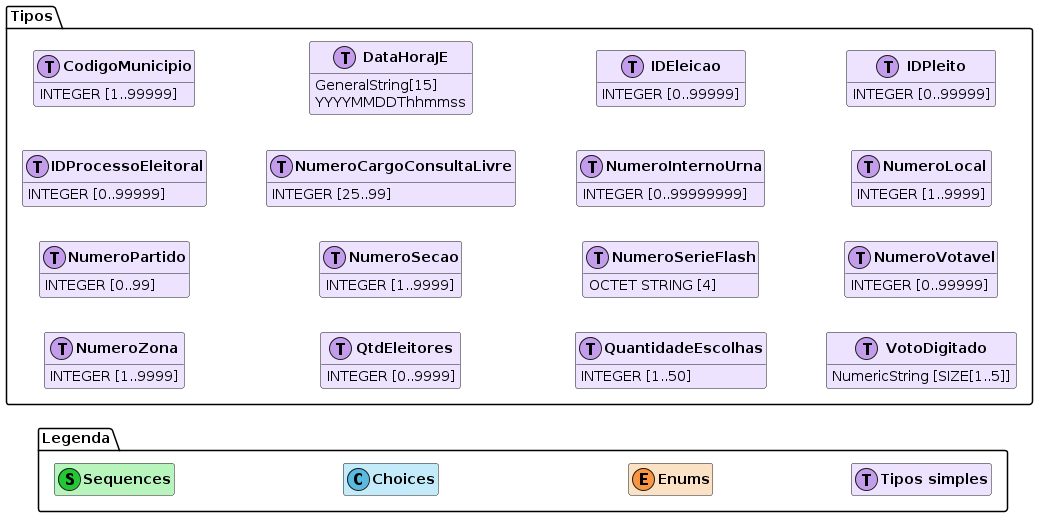 Tipos
T CodigoMunicipio
INTEGER [1..99999]
T DataHoraJE
GeneralString[15]
YYYYMMDDThhmmss
T IDEleicao
INTEGER [0..99999]
T IDPleito
INTEGER [0..99999]
T IDProcessoEleitoral
INTEGER [0..99999]
T NumeroCargoConsultaLivre
INTEGER [25..99]
T NumeroInternoUrna
INTEGER [0..99999999]
T NumeroLocal
INTEGER [1..9999]
T NumeroPartido
INTEGER [0..99]
T NumeroSecao
INTEGER [1..9999]
T NumeroSerieFlash
OCTET STRING [4]
T NumeroVotavel
INTEGER [0..99999]
T NumeroZona
INTEGER [1..9999]
T QtdEleitores
INTEGER [0..9999]
T QuantidadeEscolhas
INTEGER [1..50]
T VotoDigitado
NumericString [SIZE[1..5]]
Legenda
S Sequences
C Choices
E Enums
T Tipos simples